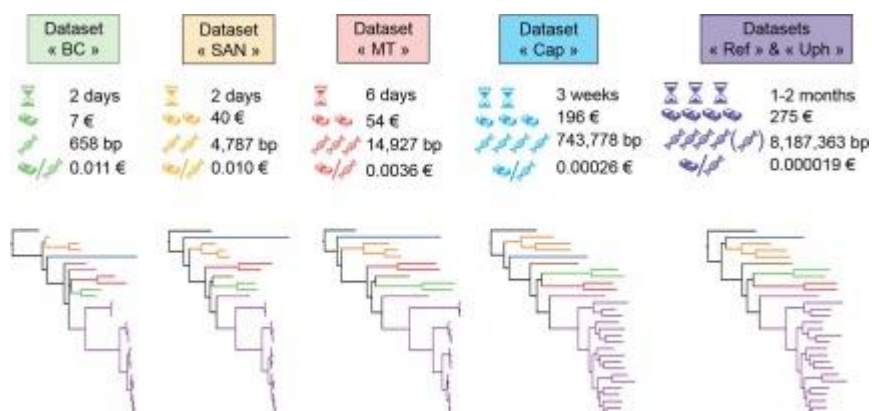 Dataset
« BC »
2 days
7 €
658 bp
0.011 €
Dataset
« SAN »
2 days
40 €
4,787 bp
0.010 €
Dataset
« MT »
6 days
54 €
14,927 bp
0.0036 €
Dataset
« Cap »
3 weeks
196 €
743,778 bp
0.00026 €
Datasets
« Ref » & « Uph »
1-2 months
275 €
8,187,363 bp
0.000019 €